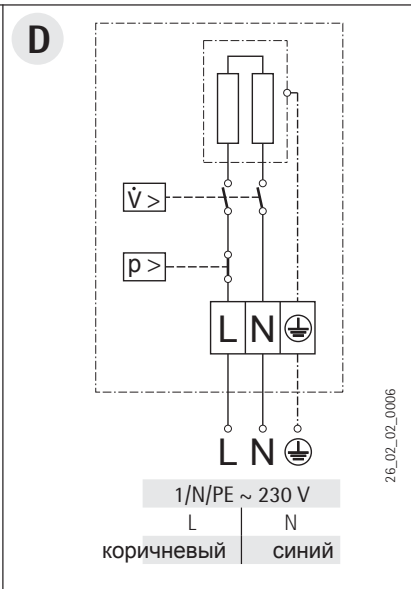 D
V̇ >
p >
L N
L N
1/N/PE ~ 230 V
L N
коричневый синий
26_02_02_0006